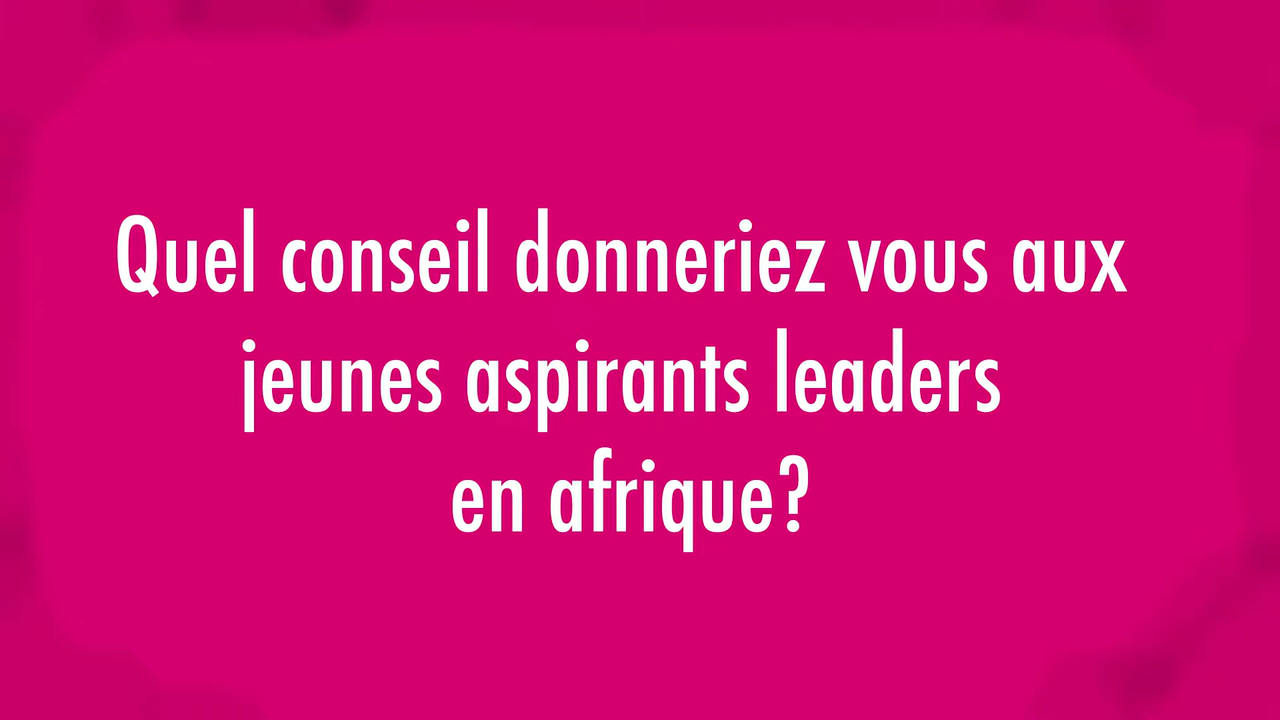 Quel conseil donneriez vous aux
jeunes aspirants leaders
en afrique?